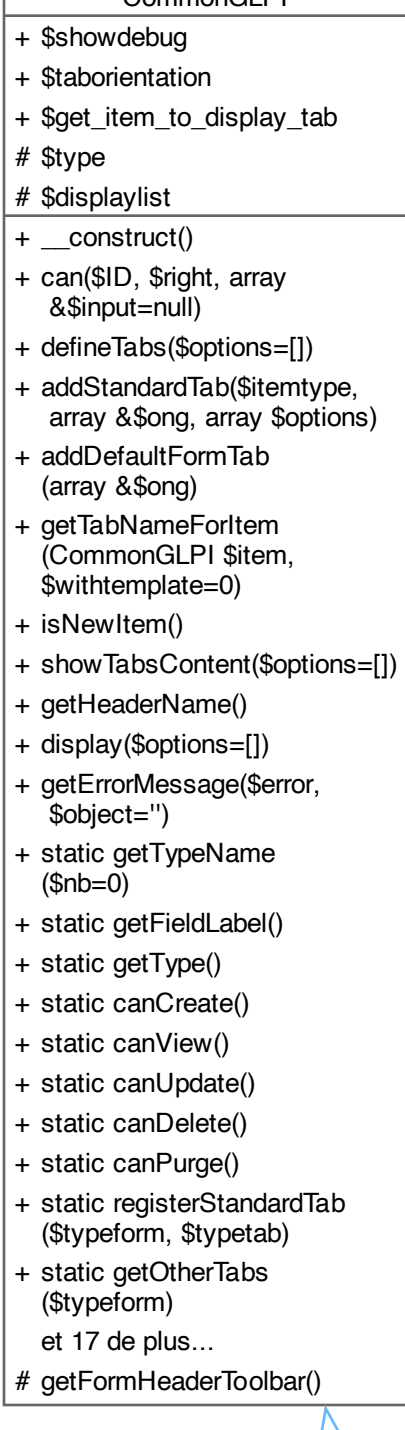 CommonGLPI
+ $showdebug
+ $taborientation
+ $get_item_to_display_tab
# $type
# $displaylist
+ __construct()
+ can($ID, $right, array
&$input=null)
+ defineTabs($options=[])
+ addStandardTab($itemtype,
array &$ong, array $options)
+ addDefaultFormTab
(array &$ong)
+ getTabNameForItem
(CommonGLPI $item,
$withtemplate=0)
+ isNewItem()
+ showTabsContent($options=[])
+ getHeaderName()
+ display($options=[])
+ getErrorMessage($error,
$object='')
+ static getTypeName
($nb=0)
+ static getFieldLabel()
+ static getType()
+ static canCreate()
+ static canView()
+ static canUpdate()
+ static canDelete()
+ static canPurge()
+ static registerStandardTab
($typeform, $typetab)
+ static getOtherTabs
($typeform)
et 17 de plus...
# getFormHeaderToolbar()